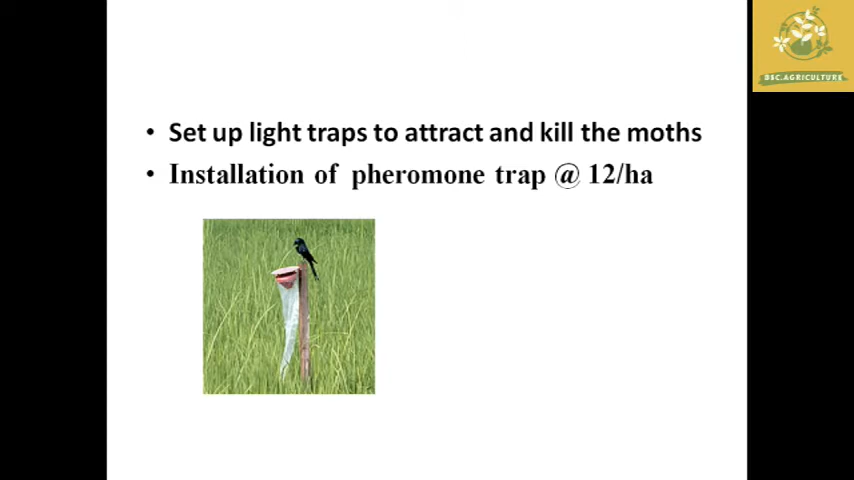 BSC.AGRICULTURE
• Set up light traps to attract and kill the moths
• Installation of pheromone trap @ 12/ha